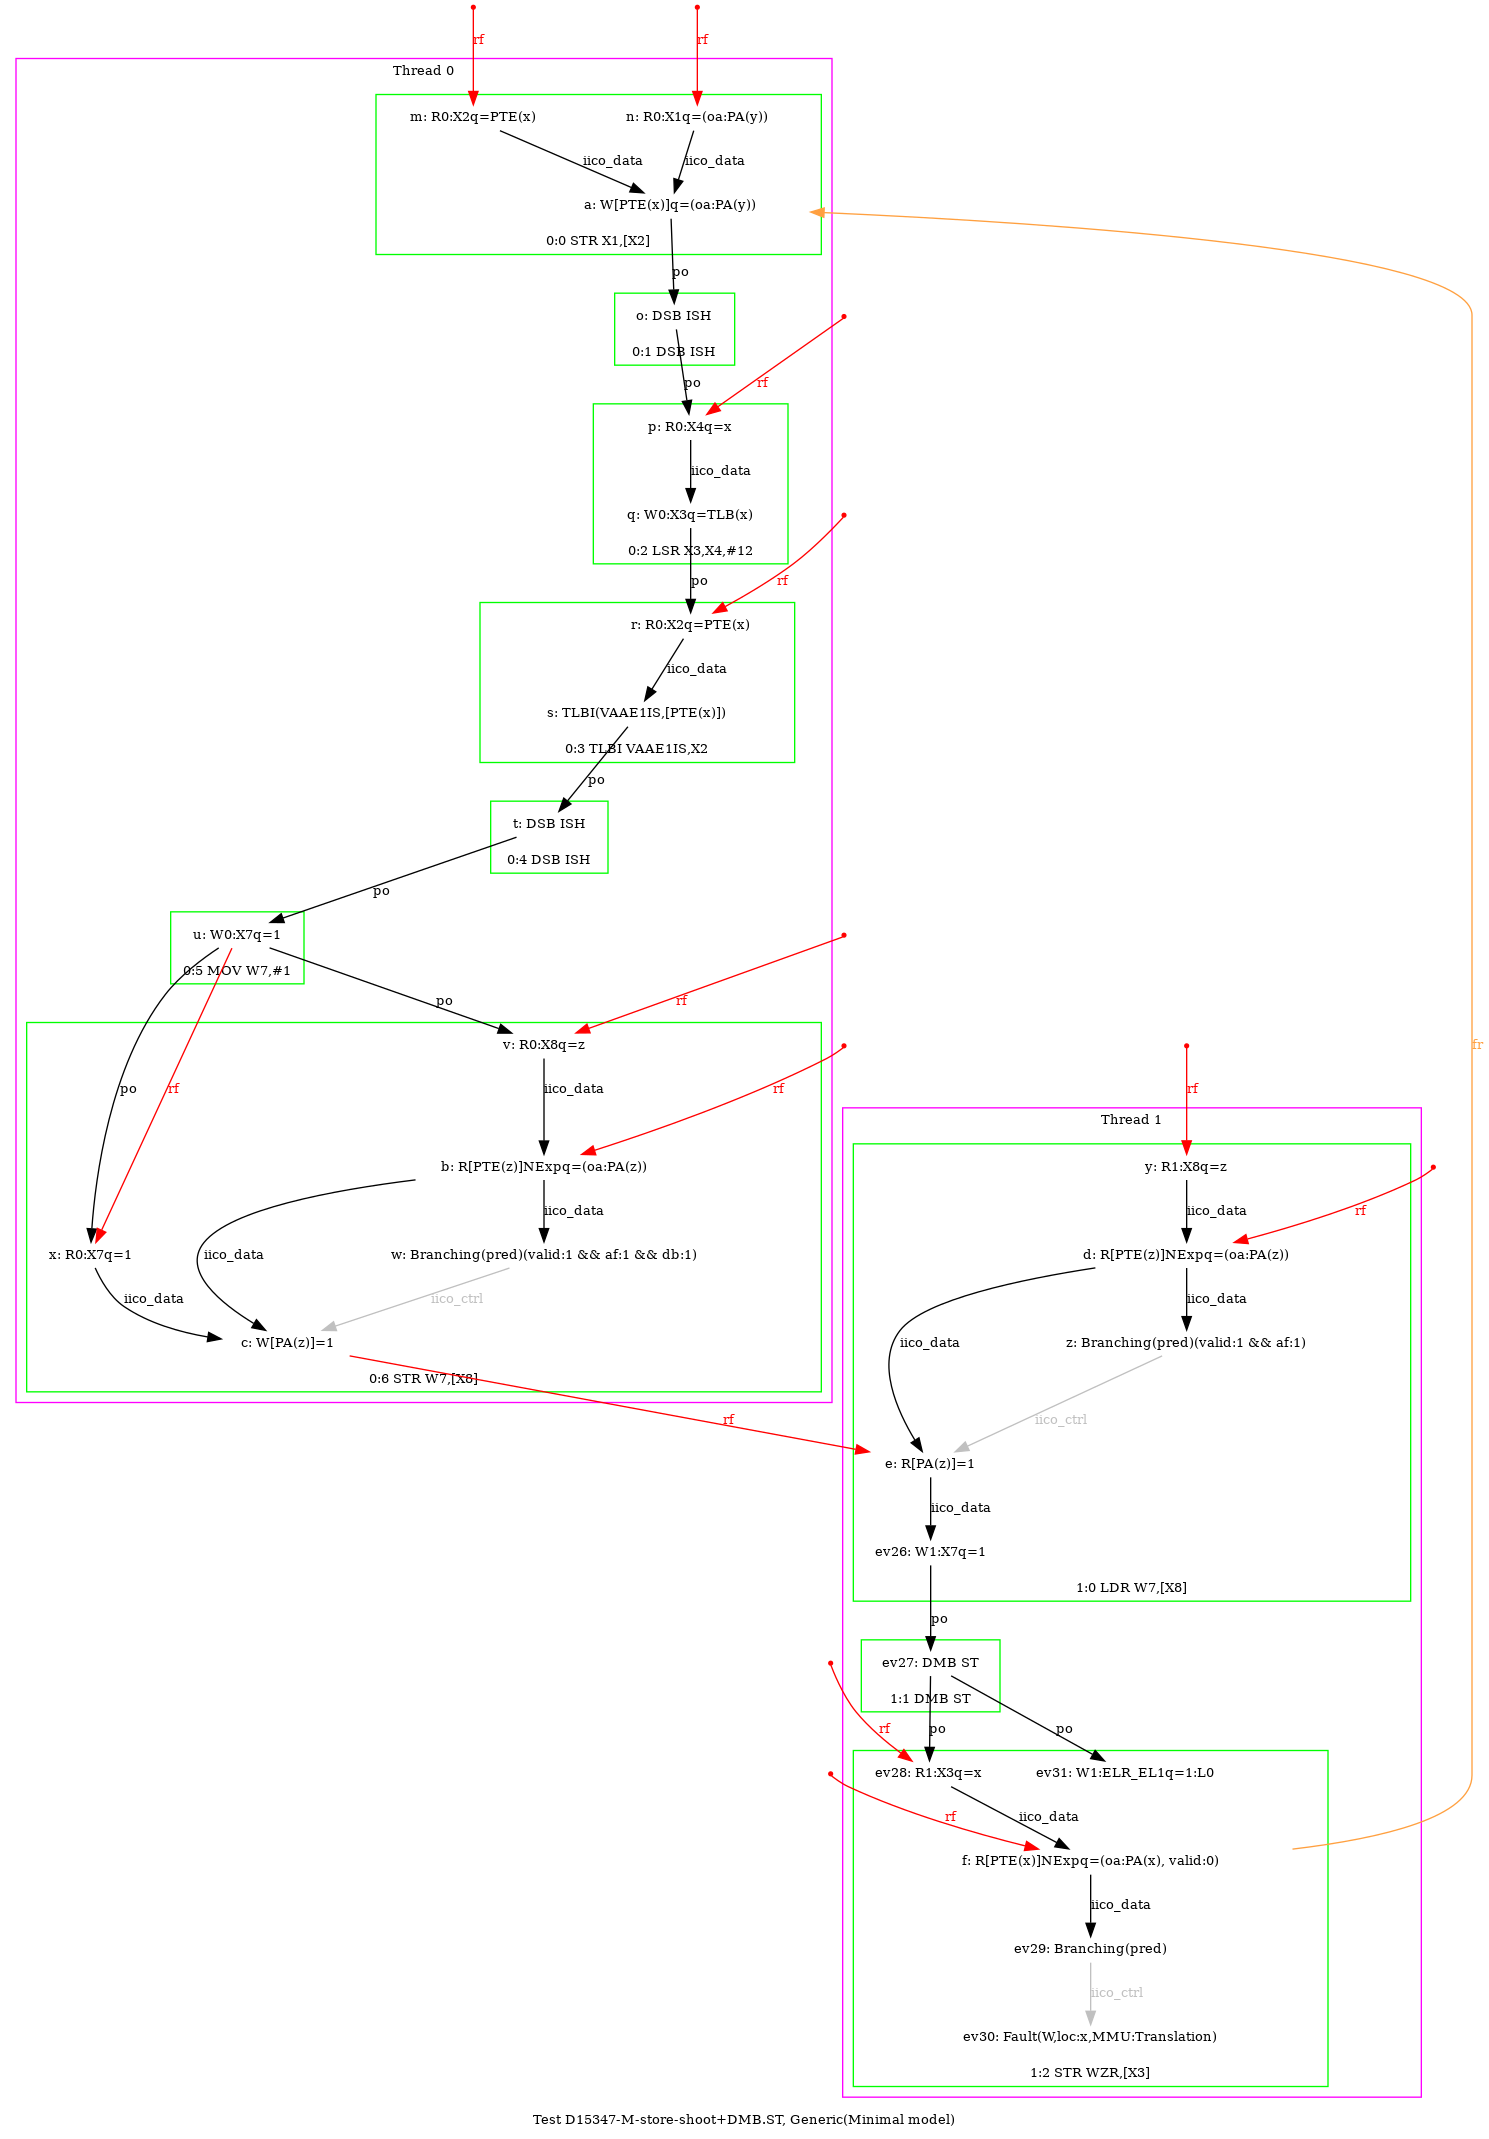 rf
rf
Thread 0
m: R0:X2q=PTE(x)
n: R0:X1q=(oa:PA(y))
iico_data
iico_data
a: W[PTE(x)]q=(oa:PA(y))
0:0 STR X1,[X2]
po
o: DSB ISH
0:1 DSB ISH
po
rf
p: R0:X4q=x
iico_data
q: W0:X3q=TLB(x)
0:2 LSR X3,X4,#12
po
rf
r: R0:X2q=PTE(x)
iico_data
s: TLBI(VAAE1IS,[PTE(x)])
0:3 TLBI VAAE1IS,X2
po
t: DSB ISH
0:4 DSB ISH
po
u: W0:X7q=1
0:5 MOV W7,#1
po
rf
v: R0:X8q=z
fr
po
rf
iico_data
rf
b: R[PTE(z)]NExpq=(oa:PA(z))
iico_data
x: R0:X7q=1
iico_data
w: Branching(pred)(valid:1 && af:1 && db:1)
iico_data
iico_ctrl
c: W[PA(z)]=1
0:6 STR W7,[X8]
rf
rf
Thread 1
y: R1:X8q=z
iico_data
rf
d: R[PTE(z)]NExpq=(oa:PA(z))
iico_data
iico_data
z: Branching(pred)(valid:1 && af:1)
iico_ctrl
e: R[PA(z)]=1
iico_data
ev26: W1:X7q=1
1:0 LDR W7,[X8]
po
ev27: DMB ST
1:1 DMB ST
rf
po
po
ev28: R1:X3q=x
ev31: W1:ELR_EL1q=1:L0
rf
iico_data
f: R[PTE(x)]NExpq=(oa:PA(x), valid:0)
iico_data
ev29: Branching(pred)
iico_ctrl
ev30: Fault(W,loc:x,MMU:Translation)
1:2 STR WZR,[X3]
Test D15347-M-store-shoot+DMB.ST, Generic(Minimal model)